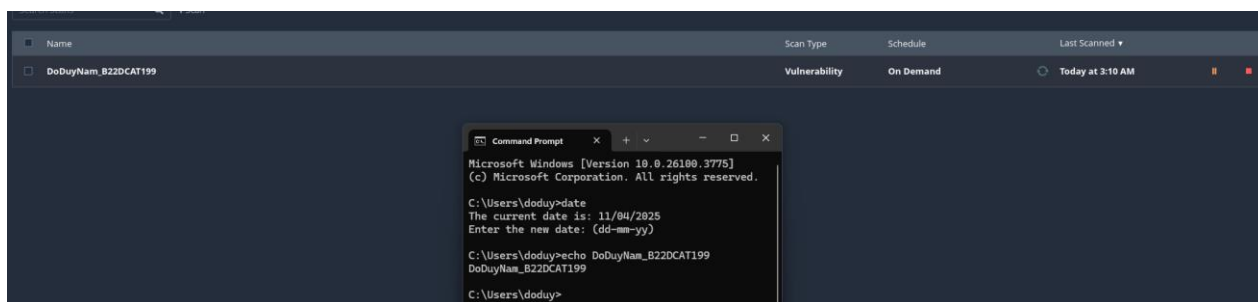 Name Scan Type Schedule Last Scanned ▼
DoDuyNam_B22DCAT199 Vulnerability On Demand Today at 3:10 AM
Command Prompt
Microsoft Windows [Version 10.0.26100.3775]
(c) Microsoft Corporation. All rights reserved.
C:\Users\doduy>date
The current date is: 11/04/2025
Enter the new date: (dd-mm-yy)
C:\Users\doduy>echo DoDuyNam_B22DCAT199
DoDuyNam_B22DCAT199
C:\Users\doduy>